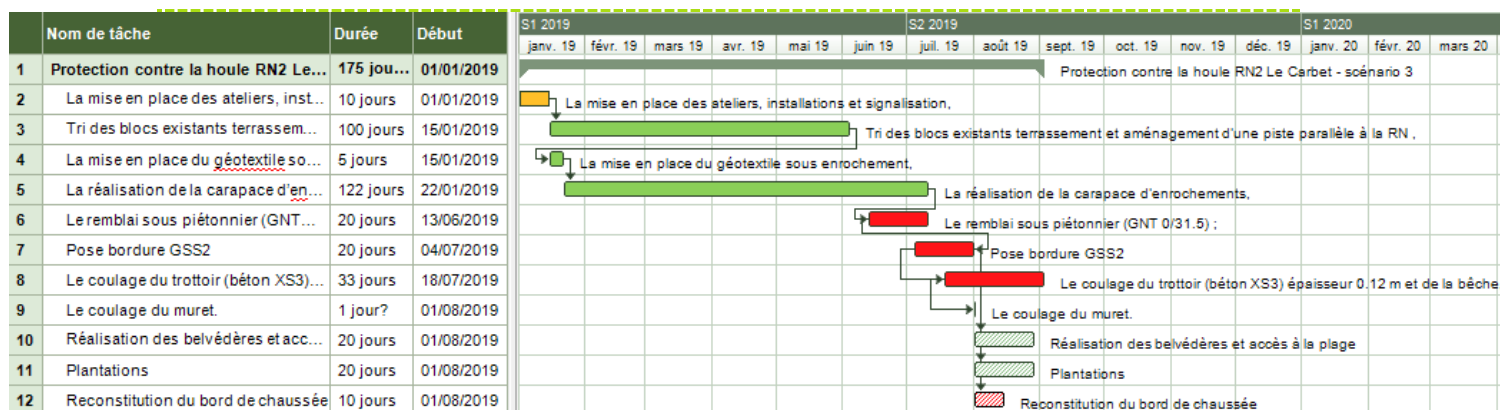 Nom de tâche Durée Début S1 2019 S2 2019 S1 2020
janv. 19 févr. 19 mars 19 avr. 19 mai 19 juin 19 juil. 19 août 19 sept. 19 oct. 19 nov. 19 déc. 19 janv. 20 févr. 20 mars 20
1 Protection contre la houle RN2 Le... 175 jou... 01/01/2019 Protection contre la houle RN2 Le Carbet - scénario 3
2 La mise en place des ateliers, inst... 10 jours 01/01/2019 La mise en place des ateliers, installations et signalisation,
3 Tri des blocs existants terrassem... 100 jours 15/01/2019 Tri des blocs existants terrassement et aménagement d'une piste parallèle à la RN ,
4 La mise en place du géotextile so... 5 jours 15/01/2019 La mise en place du géotextile sous enrochement,
5 La réalisation de la carapace d'en... 122 jours 22/01/2019 La réalisation de la carapace d'enrochements,
6 Le remblai sous piétonnier (GNT... 20 jours 13/06/2019 Le remblai sous piétonnier (GNT 0/31.5) ;
7 Pose bordure GSS2 20 jours 04/07/2019 Pose bordure GSS2
8 Le coulage du trottoir (béton XS3)... 33 jours 18/07/2019 Le coulage du trottoir (béton XS3) épaisseur 0.12 m et de la bêche
9 Le coulage du muret. 1 jour? 01/08/2019 Le coulage du muret.
10 Réalisation des belvédères et acc... 20 jours 01/08/2019 Réalisation des belvédères et accès à la plage
11 Plantations 20 jours 01/08/2019 Plantations
12 Reconstitution du bord de chaussée 10 jours 01/08/2019 Reconstitution du bord de chaussée